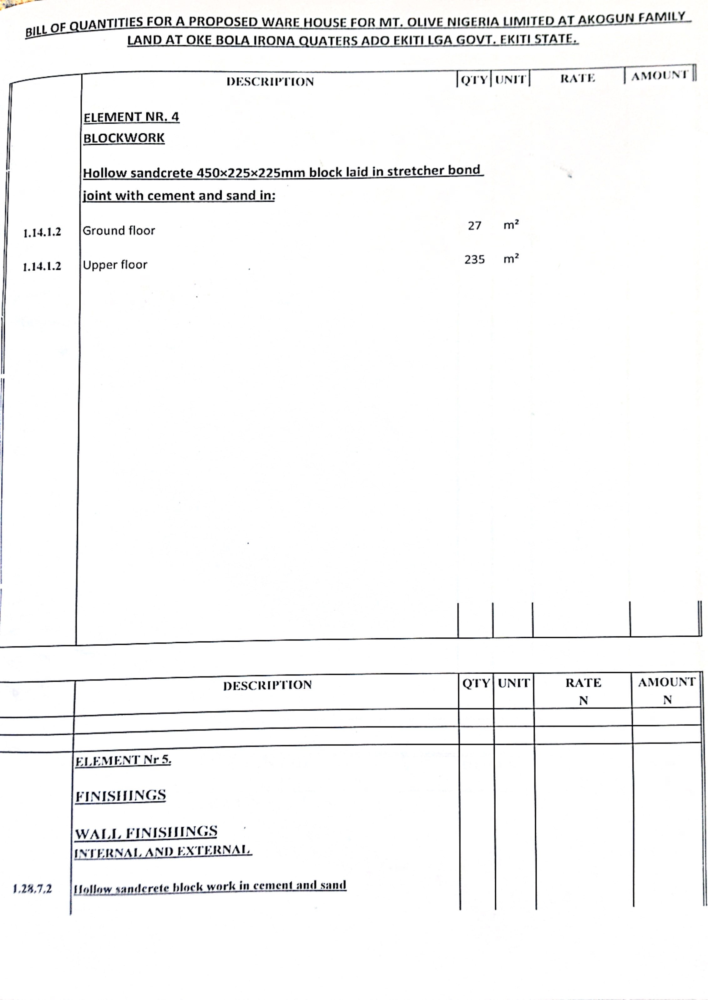 BILL OF QUANTITIES FOR A PROPOSED WARE HOUSE FOR MT. OLIVE NIGERIA LIMITED AT AKOGUN FAMILY
LAND AT OKE BOLA IRONA QUATERS ADO EKITI LGA GOVT. EKITI STATE.
DESCRIPTION QTY UNIT RATE AMOUNT
ELEMENT NR. 4
BLOCKWORK
Hollow sandcrete 450×225×225mm block laid in stretcher bond
joint with cement and sand in:
1.14.1.2 Ground floor 27 m²
1.14.1.2 Upper floor 235 m²
DESCRIPTION QTY UNIT RATE AMOUNT
N N
ELEMENT Nr 5.
FINISHINGS
WALL FINISHINGS
INTERNAL AND EXTERNAL
1.28.7.2 Hollow sandcrete block work in cement and sand